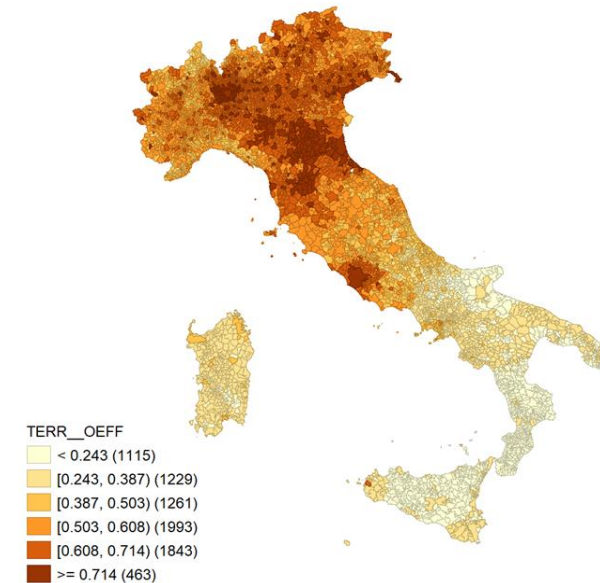 TERR__OEFF
< 0.243 (1115)
[0.243, 0.387) (1229)
[0.387, 0.503) (1261)
[0.503, 0.608) (1993)
[0.608, 0.714) (1843)
>= 0.714 (463)